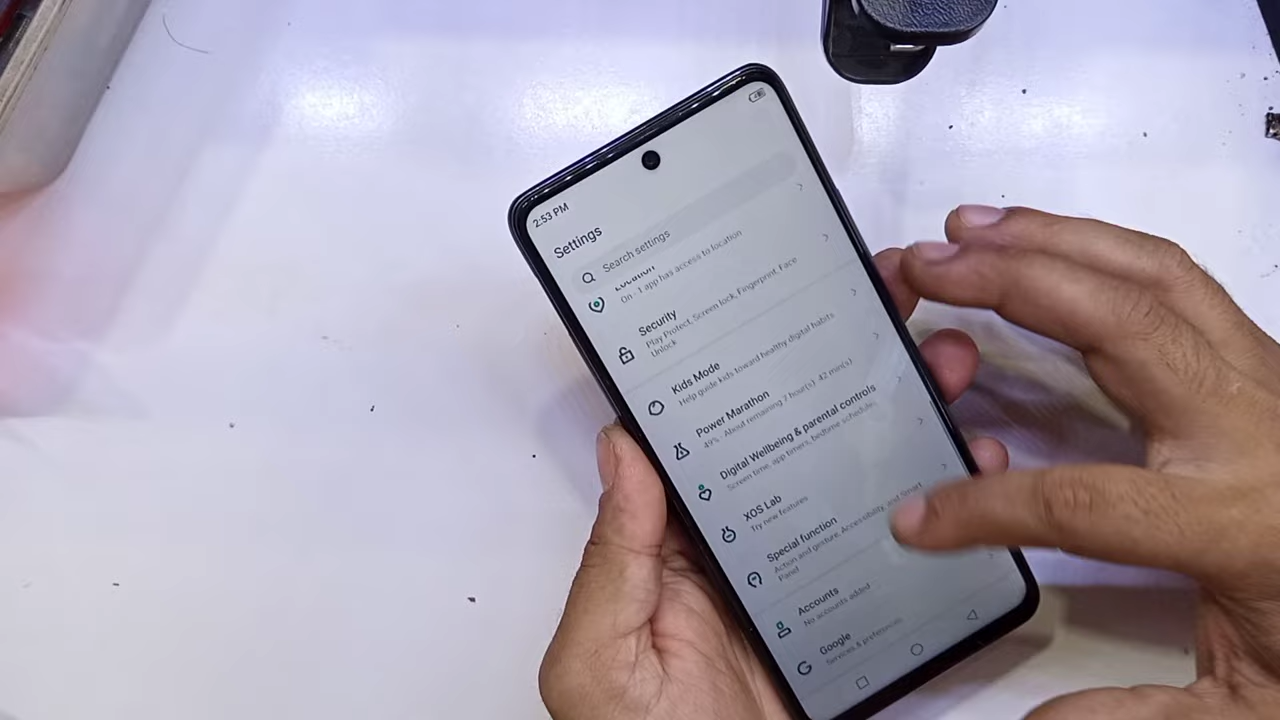 2:53 PM
Settings
Search settings
Location
On - 1 app has access to location
Security
Play Protect, Screen lock, Fingerprint, Face
Unlock
Kids Mode
Help guide kids toward healthy digital habits
Power Marathon
49% - About remaining 7 hour(s) 42 min(s)
Digital Wellbeing & parental controls
Screen time, app timers, bedtime schedules
XOS Lab
Try new features
Special function
Action and gesture, Accessibility, and Smart
Panel
Accounts
No accounts added
Google
Services & preferences